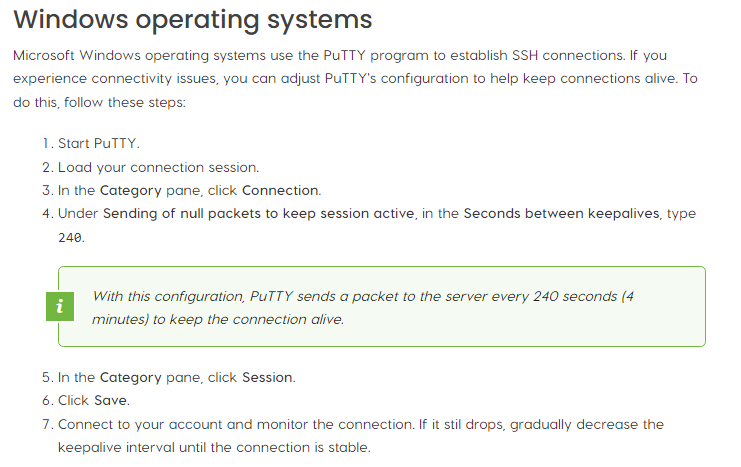 Windows operating systems
Microsoft Windows operating systems use the PuTTY program to establish SSH connections. If you
experience connectivity issues, you can adjust PuTTY's configuration to help keep connections alive. To
do this, follow these steps:
1. Start PuTTY.
2. Load your connection session.
3. In the Category pane, click Connection.
4. Under Sending of null packets to keep session active, in the Seconds between keepalives, type
240.
i
With this configuration, PuTTY sends a packet to the server every 240 seconds (4
minutes) to keep the connection alive.
5. In the Category pane, click Session.
6. Click Save.
7. Connect to your account and monitor the connection. If it stil drops, gradually decrease the
keepalive interval until the connection is stable.